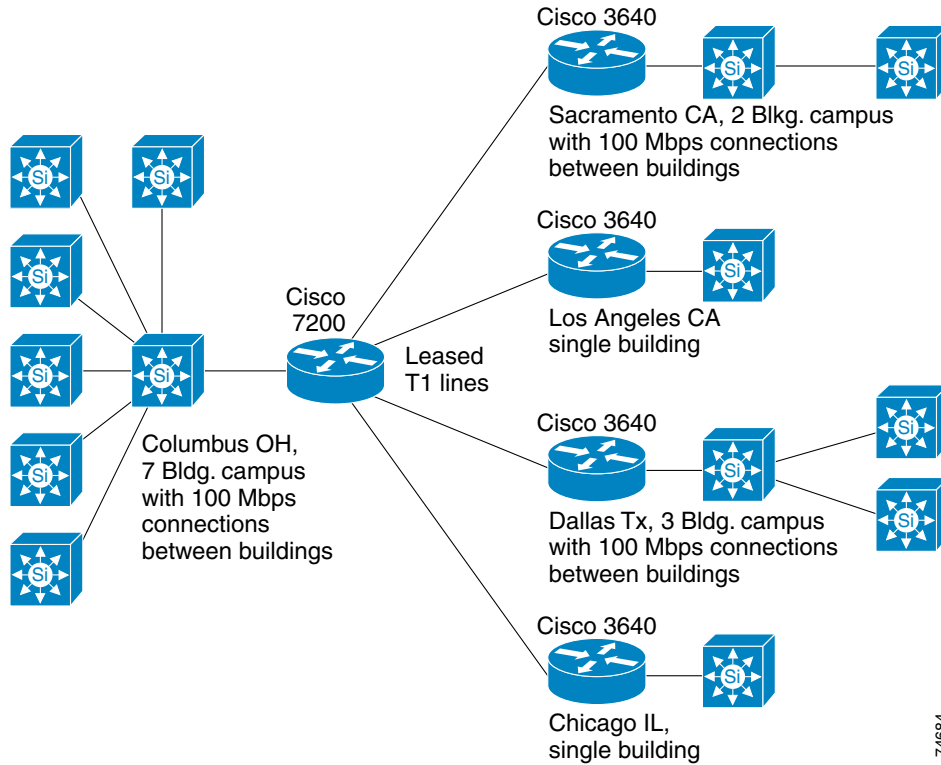 Cisco 3640
Si
Si
Sacramento CA, 2 Blkg. campus
with 100 Mbps connections
between buildings
Si
Si
Cisco 3640
Si
Si
Los Angeles CA
single building
Cisco
7200
Leased
T1 lines
Si
Si
Columbus OH,
7 Bldg. campus
with 100 Mbps
connections
between buildings
Si
Si
Cisco 3640
Si
Si
Si
Dallas Tx, 3 Bldg. campus
with 100 Mbps connections
between buildings
Cisco 3640
Si
Chicago IL,
single building
74684